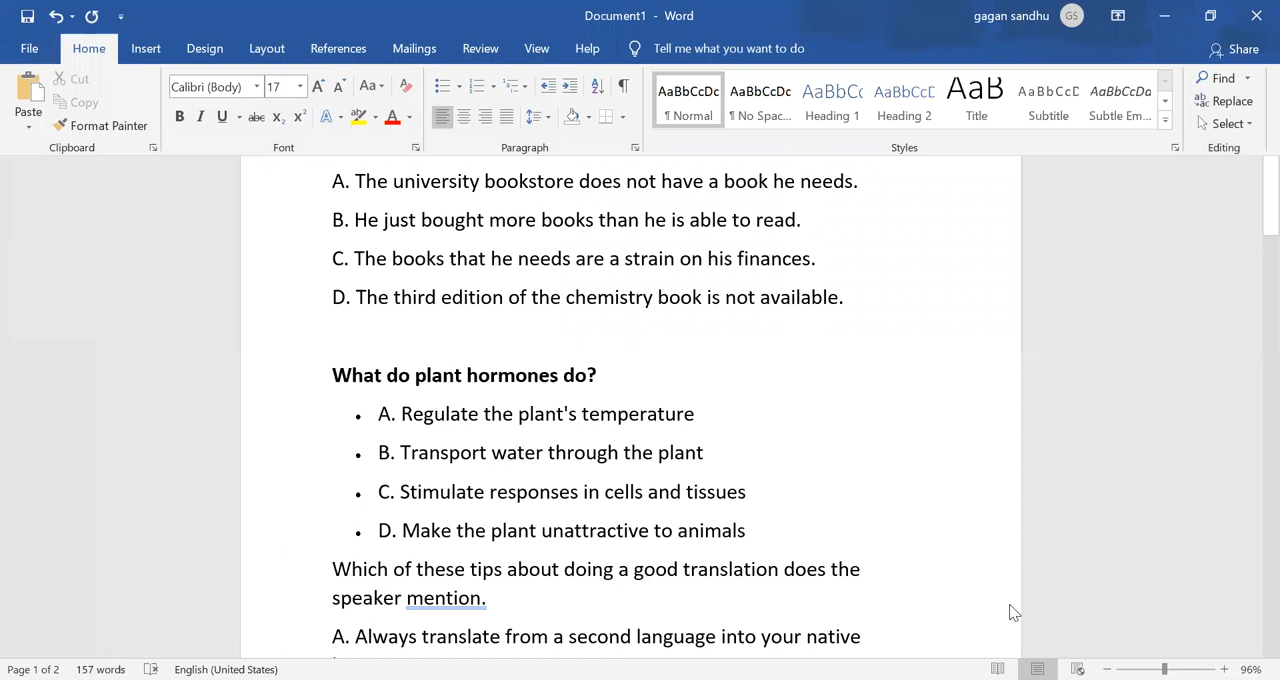 Document1 - Word
gagan sandhu GS
File Home Insert Design Layout References Mailings Review View Help Tell me what you want to do Share
Paste
Cut
Copy
Format Painter
Clipboard
Calibri (Body) 17
Font
Paragraph
AaBbCcDc AaBbCcDc AaBbCc AaBbCcD AaB AaBbCcD AaBbCcDa
¶ Normal ¶ No Spac... Heading 1 Heading 2 Title Subtitle Subtle Em...
Styles
Find
Replace
Select
Editing
A. The university bookstore does not have a book he needs.
B. He just bought more books than he is able to read.
C. The books that he needs are a strain on his finances.
D. The third edition of the chemistry book is not available.
What do plant hormones do?
• A. Regulate the plant's temperature
• B. Transport water through the plant
• C. Stimulate responses in cells and tissues
• D. Make the plant unattractive to animals
Which of these tips about doing a good translation does the
speaker mention.
A. Always translate from a second language into your native
Page 1 of 2 157 words English (United States) 96%